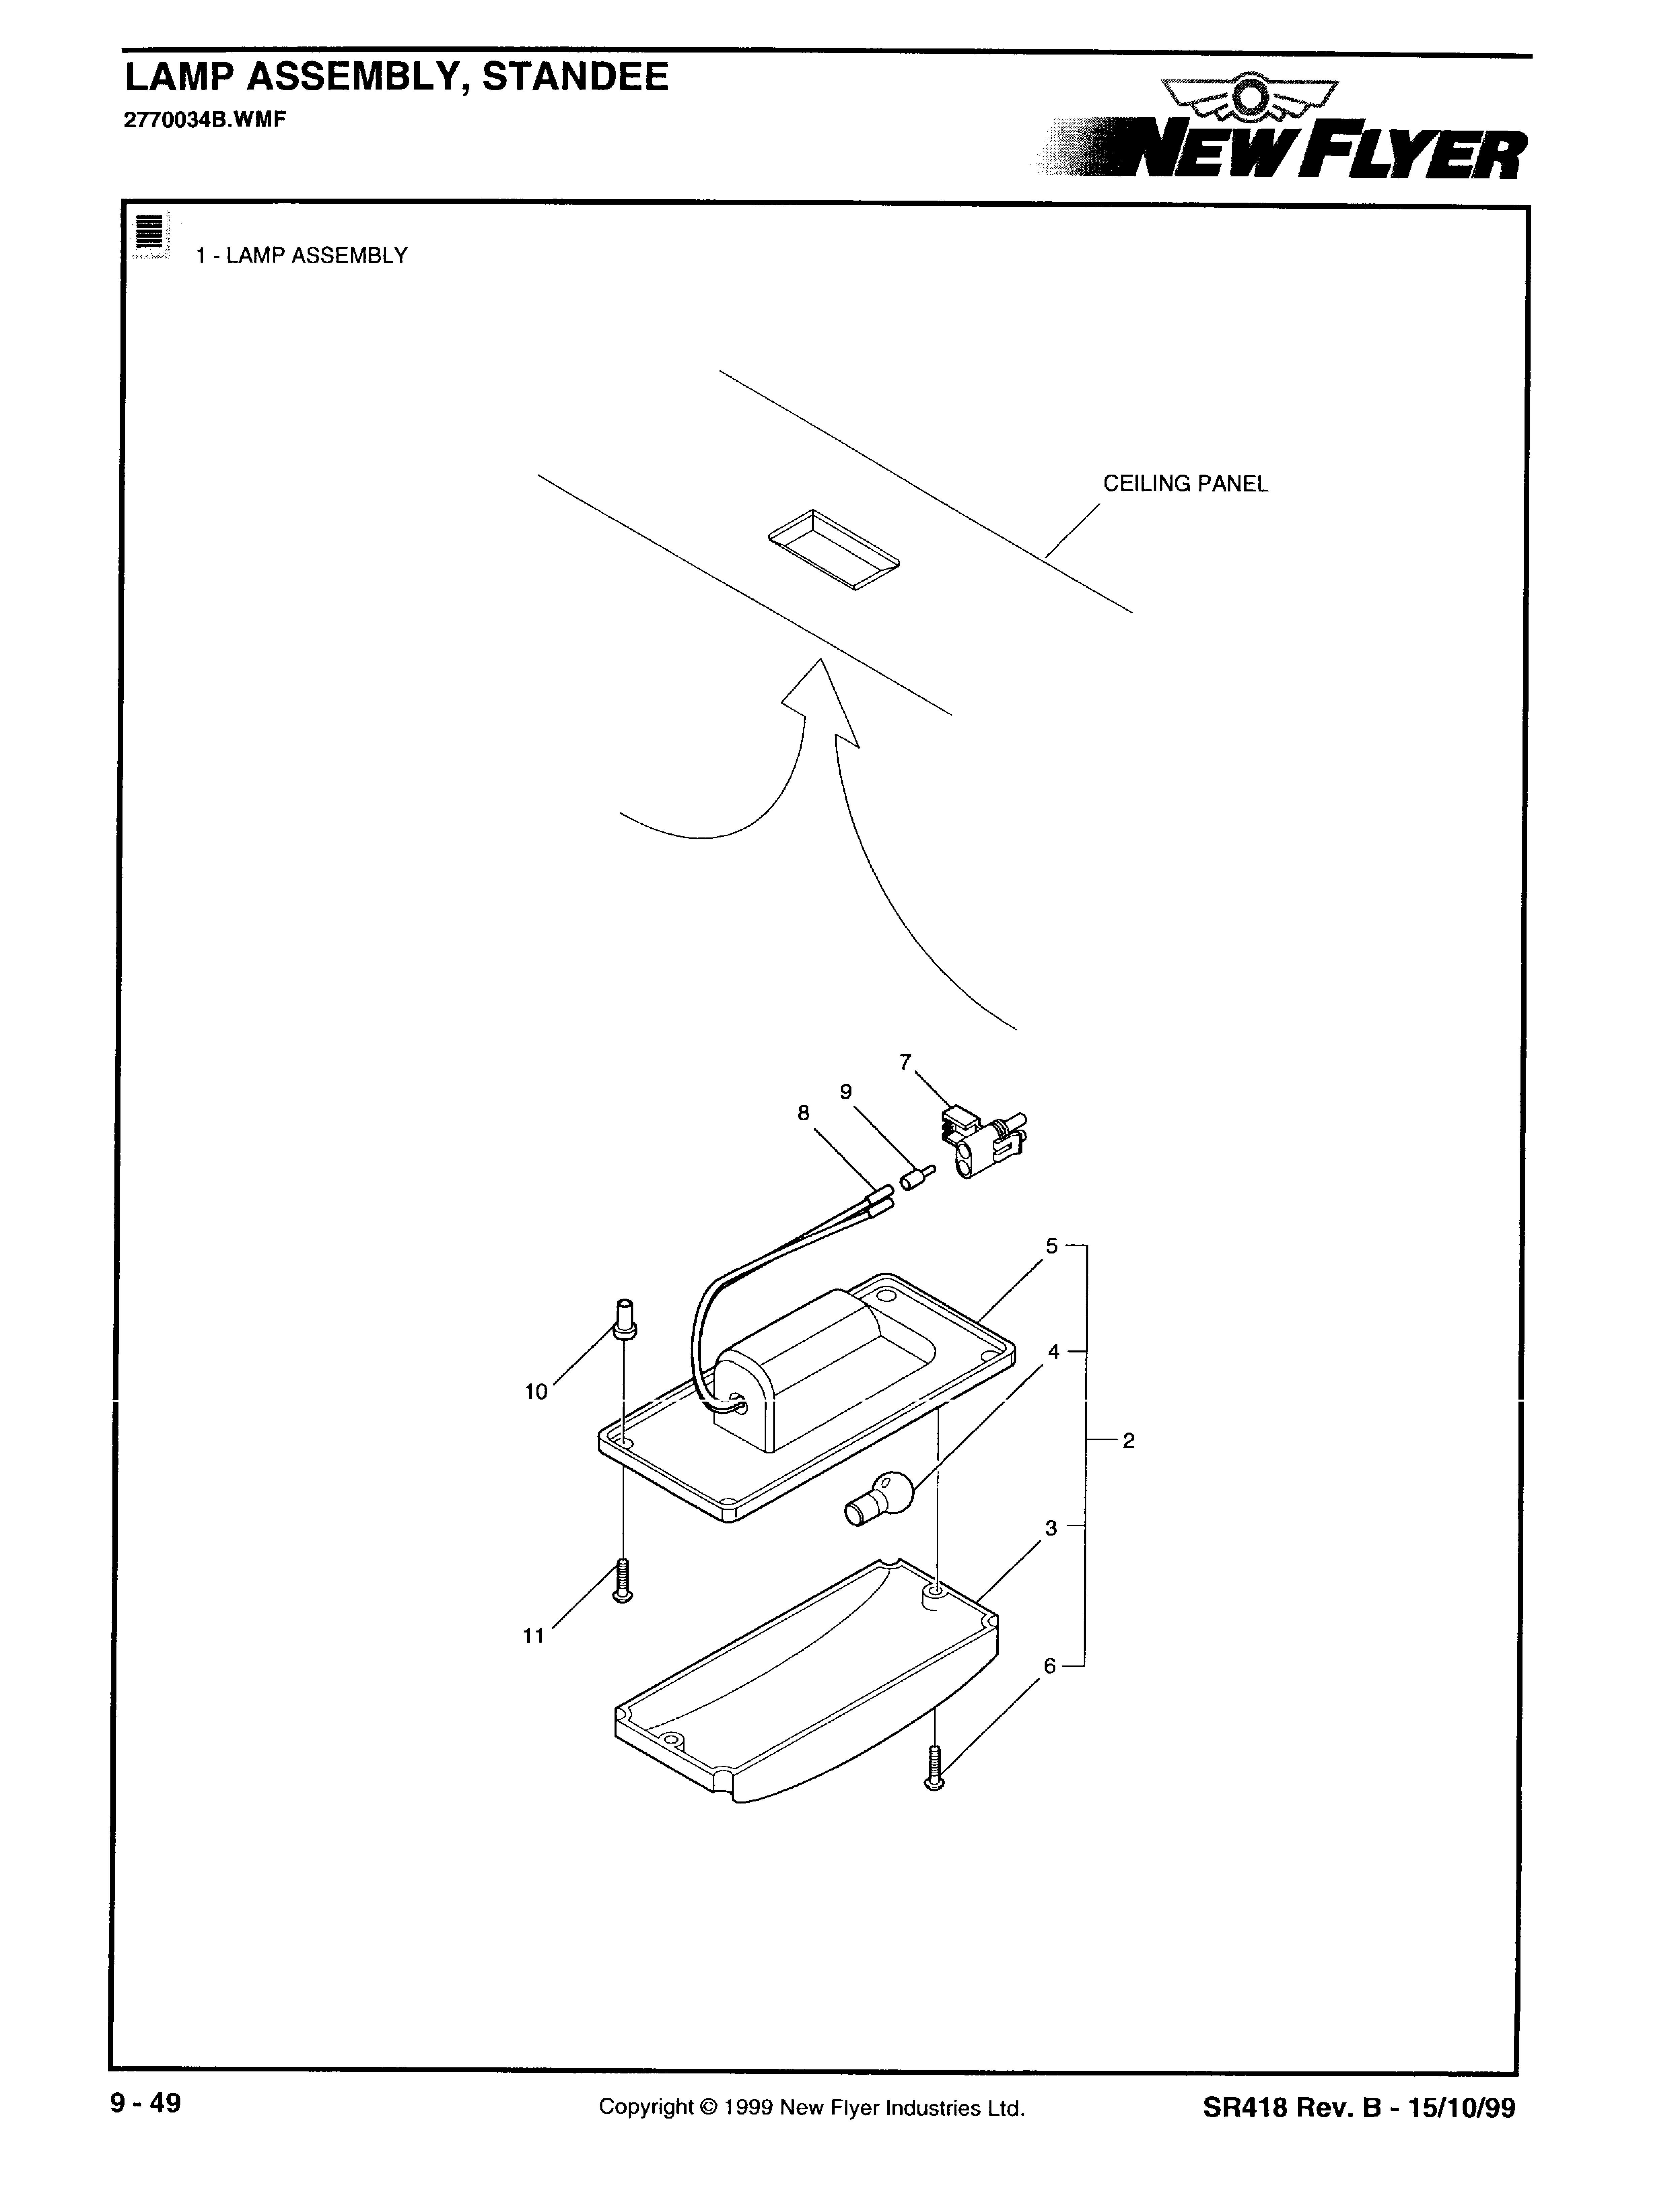 LAMP ASSEMBLY, STANDEE
2770034B.WMF
NEW FLYER
1 - LAMP ASSEMBLY
CEILING PANEL
7
9
8
5
4
10
2
3
11
6
9 - 49
Copyright © 1999 New Flyer Industries Ltd.
SR418 Rev. B - 15/10/99